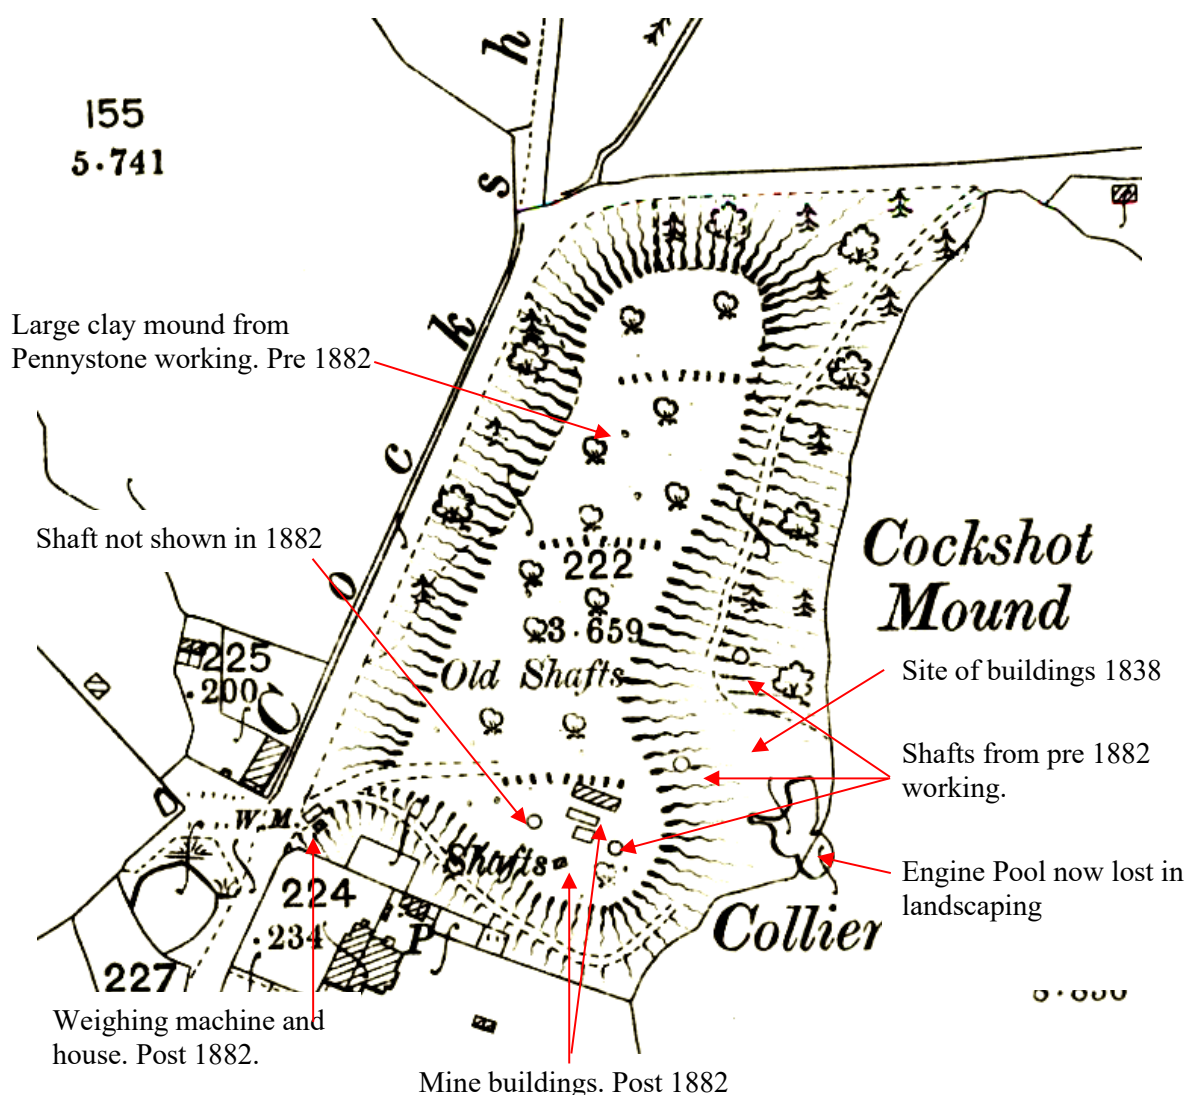 h
155
5.741
s
Large clay mound from
Pennystone working. Pre 1882
k
c
Cockshot
Mound
Shaft not shown in 1882
222
o
3.659
225
.200
Old Shafts
C
Site of buildings 1838
Shafts from pre 1882
working.
W.M.
Shafts
Engine Pool now lost in
landscaping
224
.234
P
Collier
227
Weighing machine and
house. Post 1882.
Mine buildings. Post 1882